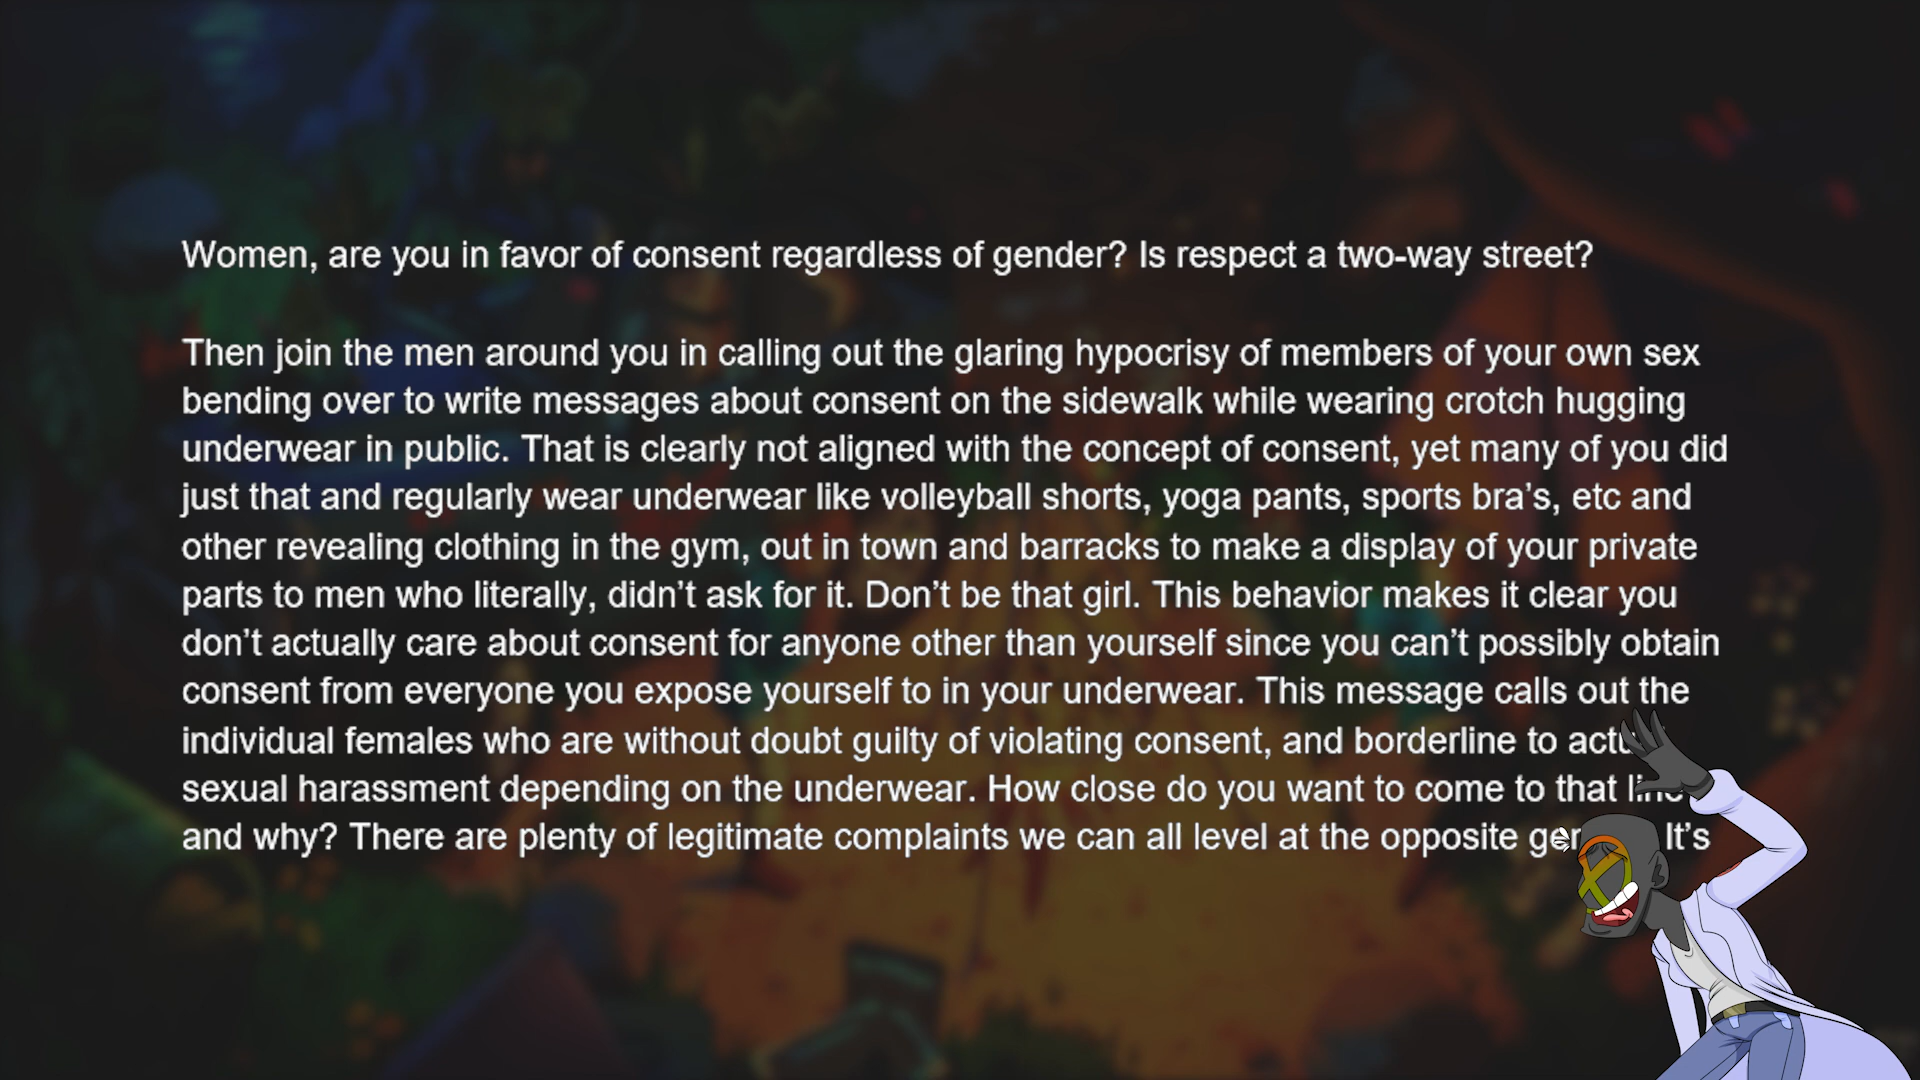 Women, are you in favor of consent regardless of gender? Is respect a two-way street?
Then join the men around you in calling out the glaring hypocrisy of members of your own sex
bending over to write messages about consent on the sidewalk while wearing crotch hugging
underwear in public. That is clearly not aligned with the concept of consent, yet many of you did
just that and regularly wear underwear like volleyball shorts, yoga pants, sports bra’s, etc and
other revealing clothing in the gym, out in town and barracks to make a display of your private
parts to men who literally, didn’t ask for it. Don’t be that girl. This behavior makes it clear you
don’t actually care about consent for anyone other than yourself since you can’t possibly obtain
consent from everyone you expose yourself to in your underwear. This message calls out the
individual females who are without doubt guilty of violating consent, and borderline to
sexual harassment depending on the underwear. How close do you want to come to that
and why? There are plenty of legitimate complaints we can all level at the opposite It’s